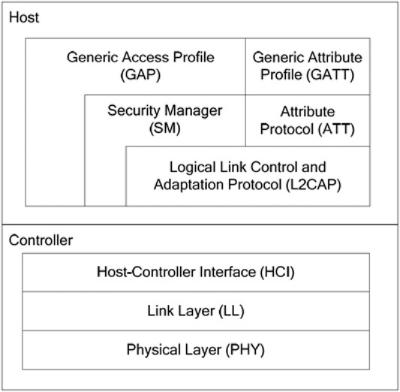 Host
Generic Access Profile
(GAP)
Generic Attribute
Profile (GATT)
Security Manager
(SM)
Attribute
Protocol (ATT)
Logical Link Control and
Adaptation Protocol (L2CAP)
Controller
Host-Controller Interface (HCI)
Link Layer (LL)
Physical Layer (PHY)